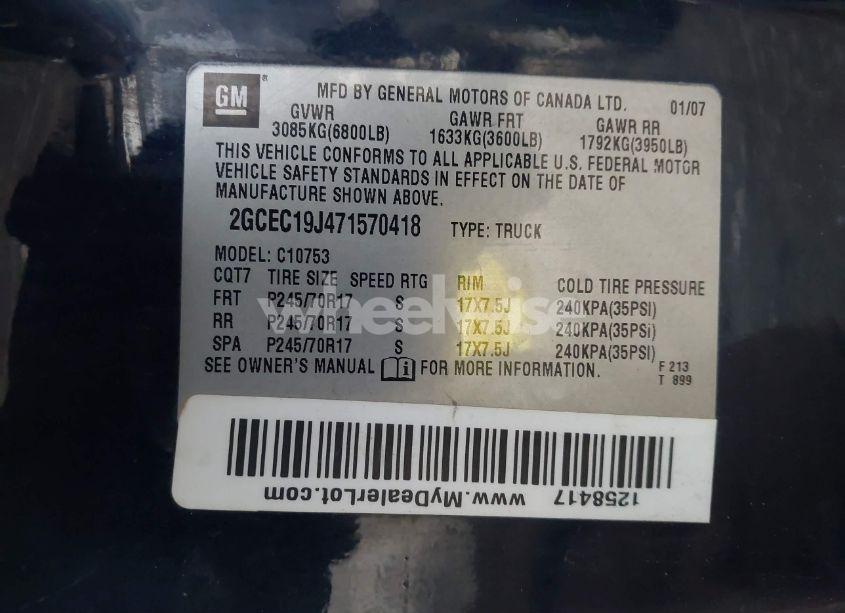 GM®
MFD BY GENERAL MOTORS OF CANADA LTD. 01/07
GVWR GAWR FRT GAWR RR
3085KG(6800LB) 1633KG(3600LB) 1792KG(3950LB)
THIS VEHICLE CONFORMS TO ALL APPLICABLE U.S. FEDERAL MOTOR
VEHICLE SAFETY STANDARDS IN EFFECT ON THE DATE OF
MANUFACTURE SHOWN ABOVE.
2GCEC19J471570418 TYPE: TRUCK
MODEL: C10753
CQT7 TIRE SIZE SPEED RTG RIM COLD TIRE PRESSURE
FRT P245/70R17 S 17X7.5J 240KPA(35PSI)
RR P245/70R17 S 17X7.5J 240KPA(35PSI)
SPA P245/70R17 S 17X7.5J 240KPA(35PSI)
SEE OWNER'S MANUAL i FOR MORE INFORMATION.
F 213
T 899
1258417 www.MyDealerLot.com